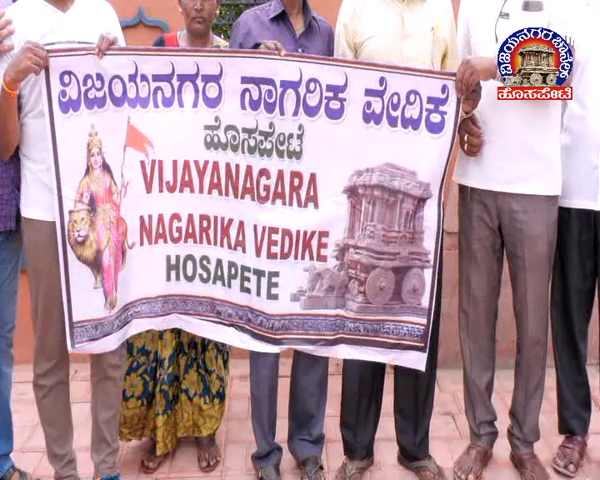 ವಿಜಯನಗರ ನಾಗರಿಕ ವೇದಿಕೆ
ಹೊಸಪೇಟೆ
VIJAYANAGARA
NAGARIKA VEDIKE
HOSAPETE
ಹೊಸಪೇಟೆ